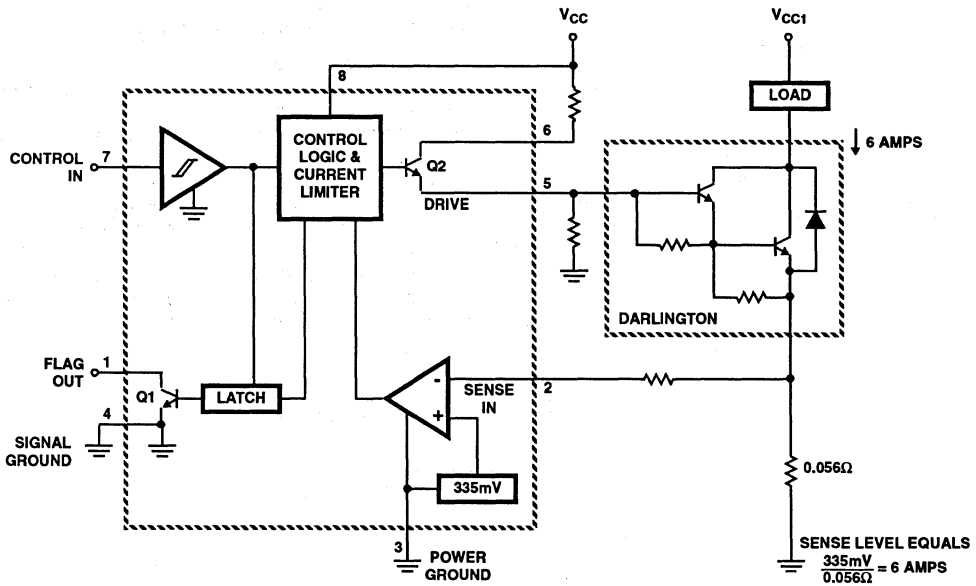 VCC
VCC1
8
LOAD
CONTROL
LOGIC &
CURRENT
LIMITER
6
6 AMPS
CONTROL
IN
7
Q2
5
DRIVE
DARLINGTON
FLAG
OUT
1
Q1
LATCH
-
+
SENSE
IN
2
4
SIGNAL
GROUND
335mV
0.056Ω
3
POWER
GROUND
SENSE LEVEL EQUALS
335mV
0.056Ω
= 6 AMPS